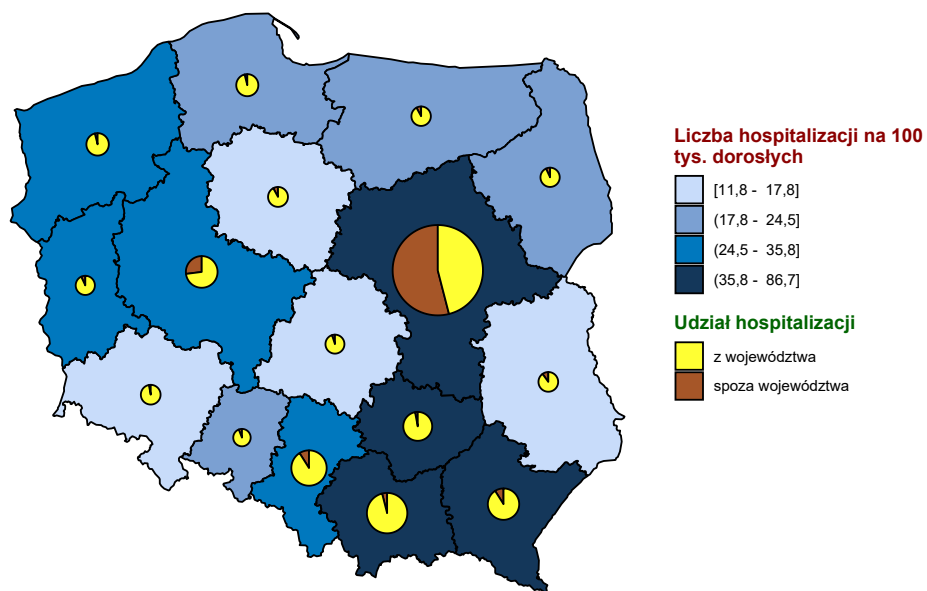 Liczba hospitalizacji na 100
tys. dorosłych
[11,8 - 17,8]
(17,8 - 24,5]
(24,5 - 35,8]
(35,8 - 86,7]
Udział hospitalizacji
z województwa
spoza województwa